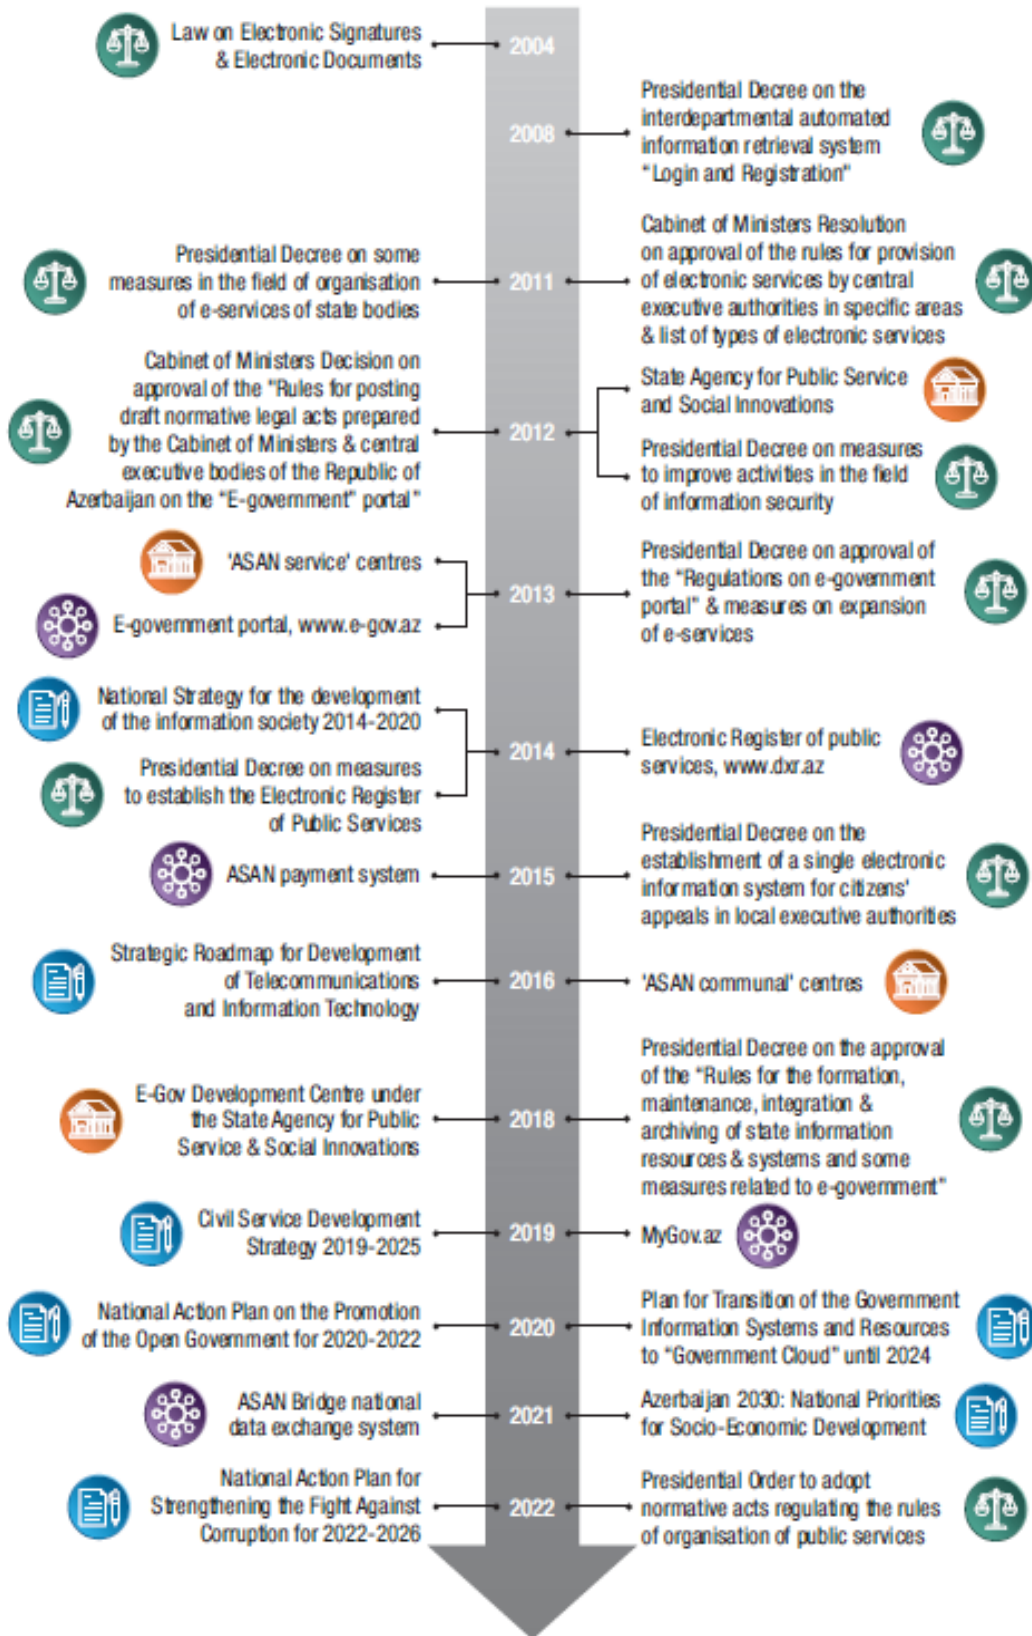 Law on Electronic Signatures
& Electronic Documents
2004
Presidential Decree on the
interdepartmental automated
information retrieval system
"Login and Registration"
2008
Presidential Decree on some
measures in the field of organisation
of e-services of state bodies
2011
Cabinet of Ministers Resolution
on approval of the rules for provision
of electronic services by central
executive authorities in specific areas
& list of types of electronic services
Cabinet of Ministers Decision on
approval of the "Rules for posting
draft normative legal acts prepared
by the Cabinet of Ministers & central
executive bodies of the Republic of
Azerbaijan on the "E-government" portal"
2012
State Agency for Public Service
and Social Innovations
Presidential Decree on measures
to improve activities in the field
of information security
'ASAN service' centres
E-government portal, www.e-gov.az
2013
Presidential Decree on approval of
the "Regulations on e-government
portal" & measures on expansion
of e-services
National Strategy for the development
of the information society 2014-2020
Presidential Decree on measures
to establish the Electronic Register
of Public Services
2014
Electronic Register of public
services, www.dxr.az
ASAN payment system
2015
Presidential Decree on the
establishment of a single electronic
information system for citizens'
appeals in local executive authorities
Strategic Roadmap for Development
of Telecommunications
and Information Technology
2016
'ASAN communal' centres
E-Gov Development Centre under
the State Agency for Public
Service & Social Innovations
2018
Presidential Decree on the approval
of the "Rules for the formation,
maintenance, integration &
archiving of state information
resources & systems and some
measures related to e-government"
Civil Service Development
Strategy 2019-2025
2019
MyGov.az
National Action Plan on the Promotion
of the Open Government for 2020-2022
2020
Plan for Transition of the Government
Information Systems and Resources
to "Government Cloud" until 2024
ASAN Bridge national
data exchange system
2021
Azerbaijan 2030: National Priorities
for Socio-Economic Development
National Action Plan for
Strengthening the Fight Against
Corruption for 2022-2026
2022
Presidential Order to adopt
normative acts regulating the rules
of organisation of public services